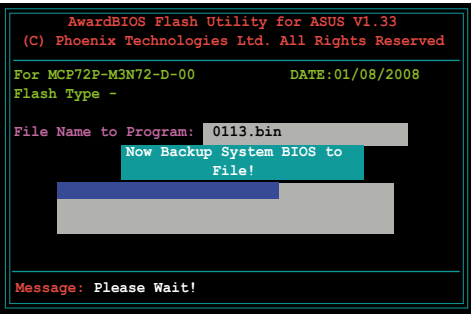 AwardBIOS Flash Utility for ASUS V1.33
(C) Phoenix Technologies Ltd. All Rights Reserved
For MCP72P-M3N72-D-00 DATE:01/08/2008
Flash Type -
File Name to Program: 0113.bin
Now Backup System BIOS to
File!
Message: Please Wait!